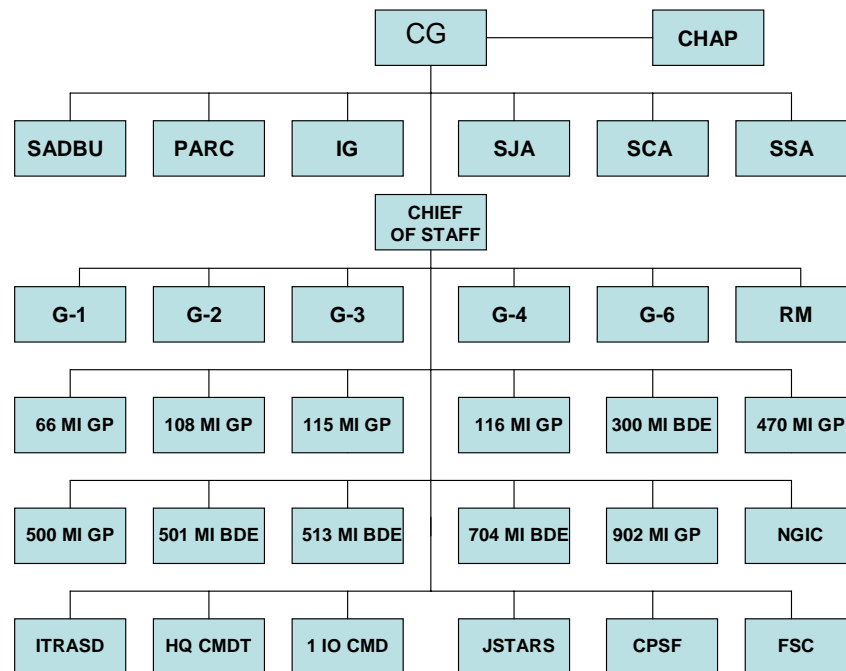 CG
CHAP
SADBU
PARC
IG
SJA
SCA
SSA
CHIEF
OF STAFF
G-1
G-2
G-3
G-4
G-6
RM
66 MI GP
108 MI GP
115 MI GP
116 MI GP
300 MI BDE
470 MI GP
500 MI GP
501 MI BDE
513 MI BDE
704 MI BDE
902 MI GP
NGIC
ITRASD
HQ CMDT
1 IO CMD
JSTARS
CPSF
FSC